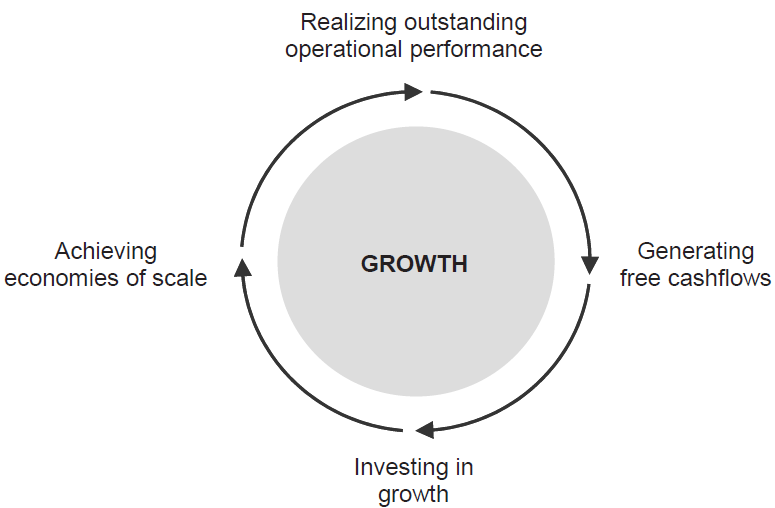 Realizing outstanding
operational performance
Achieving
economies of scale
GROWTH
Generating
free cashflows
Investing in
growth